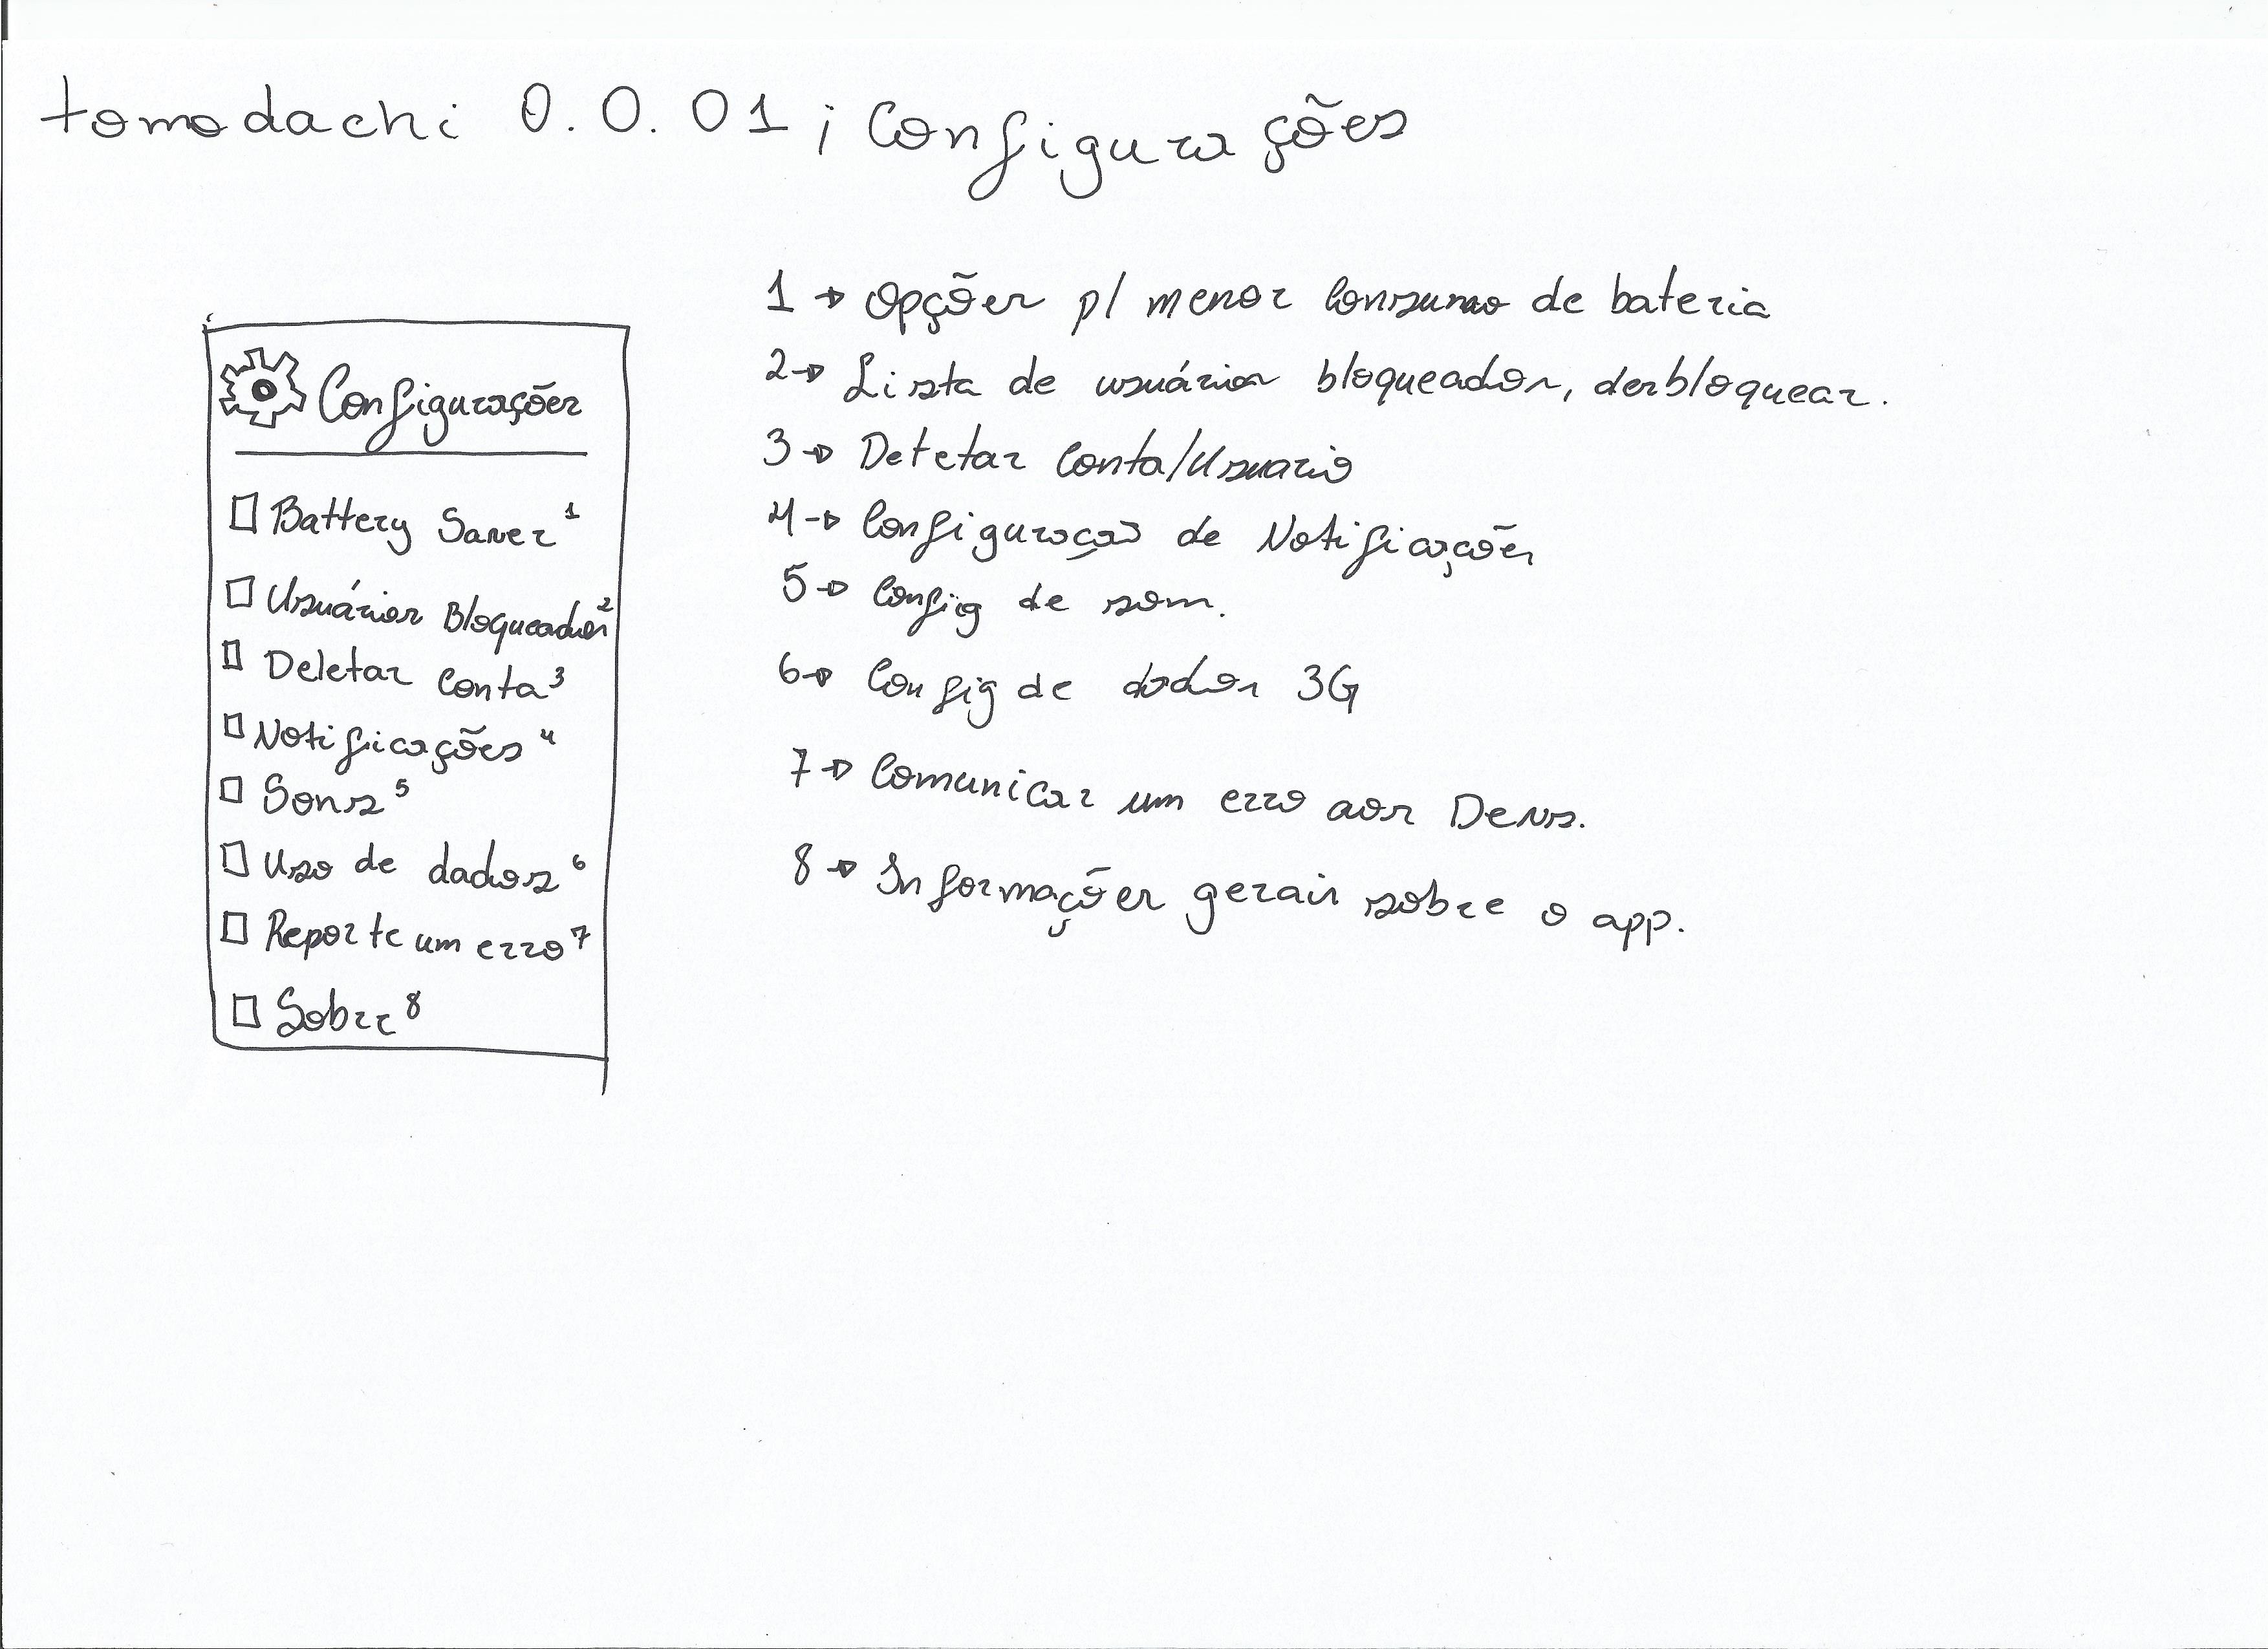 tomodachi 0.0.01; Configurações
Configurações
Battery Saver¹
Usuários Bloqueados²
Deletar Conta³
Notificações⁴
Sons⁵
Uso de dados⁶
Reporte um erro⁷
Sobre⁸
1 → Opções p/ menor consumo de bateria
2 → Lista de usuários bloqueados, desbloquear.
3 → Deletar Conta/Usuario
4 → Configuração de Notificações
5 → Config de som.
6 → Config de dados 3G
7 → Comunicar um erro aos Devs.
8 → Informações gerais sobre o app.